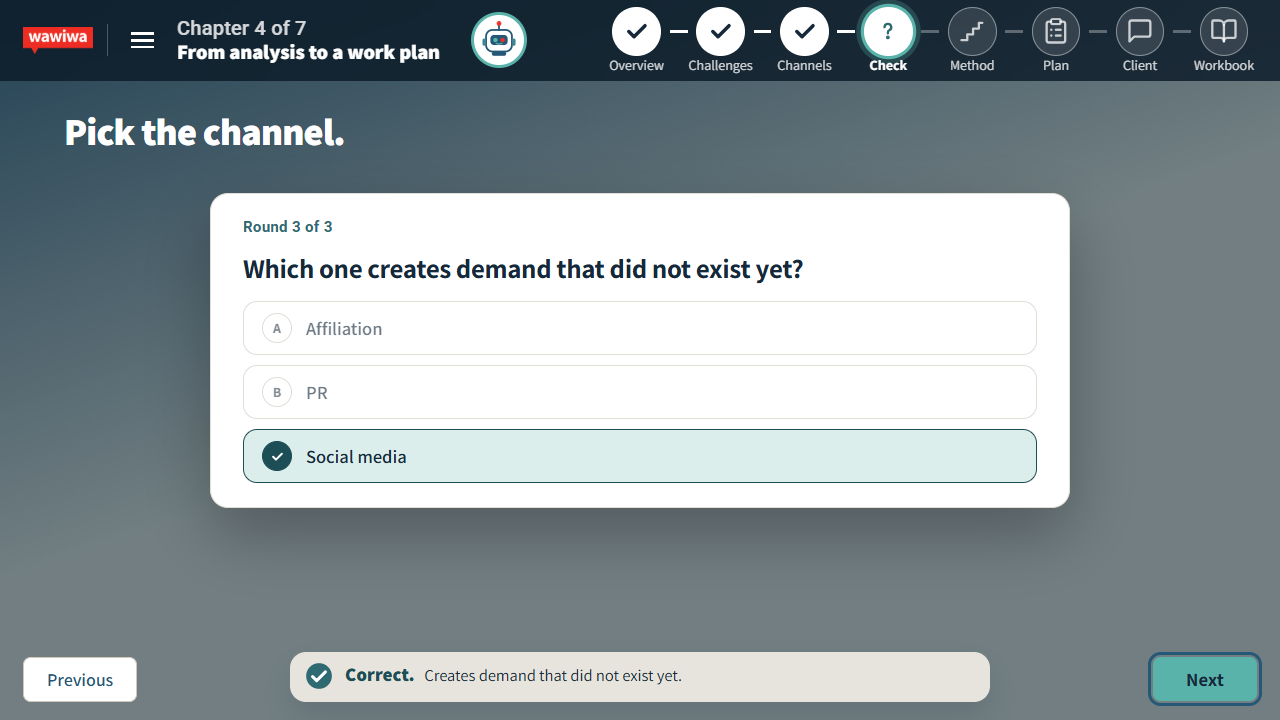 wawiwa
Chapter 4 of 7
From analysis to a work plan
?
Overview
Challenges
Channels
Check
Method
Plan
Client
Workbook
Pick the channel.
Round 3 of 3
Which one creates demand that did not exist yet?
A Affiliation
B PR
Social media
Previous
Correct. Creates demand that did not exist yet.
Next